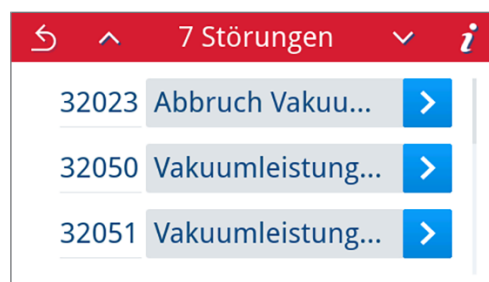 7 Störungen i
32023 Abbruch Vakuu...
32050 Vakuumleistung...
32051 Vakuumleistung...